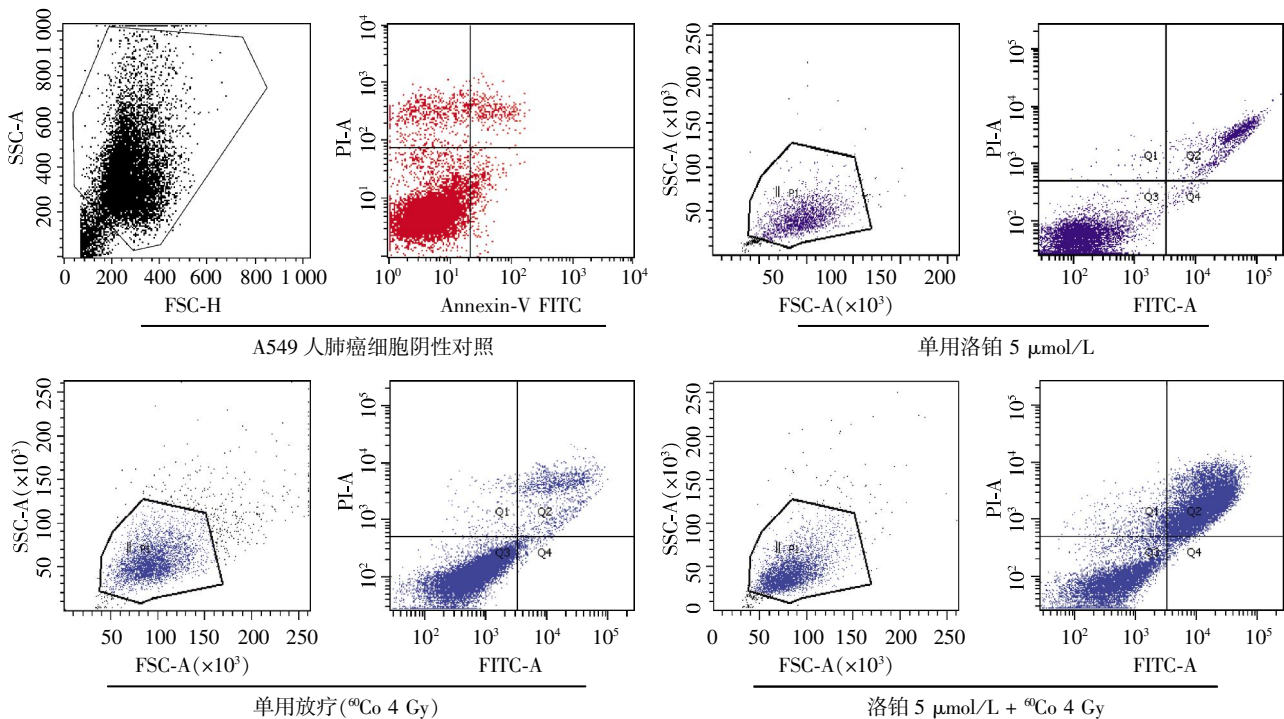 SSC-A
1 000
800
600
400
200
0 200 400 600 800 1 000
FSC-H
PI-A
10⁴
10³
10²
10¹
10⁰ 10¹ 10² 10³ 10⁴
Annexin-V FITC
A549 人肺癌细胞阴性对照
SSC-A (×10³)
250
200
150
100
50
P1
50 100 150 200
FSC-A (×10³)
PI-A
10⁵
10⁴
10³
10²
Q1 Q2
Q3 Q4
10² 10³ 10⁴ 10⁵
FITC-A
单用洛铂 5 μmol/L
SSC-A (×10³)
250
200
150
100
50
P1
50 100 150 200 250
FSC-A (×10³)
PI-A
10⁵
10⁴
10³
10²
Q1 Q2
Q3 Q4
10² 10³ 10⁴ 10⁵
FITC-A
单用放疗(⁶⁰Co 4 Gy)
SSG-A (×10³)
250
200
150
100
50
0
P1
0 50 100 150 200 250
FSC-A (×10³)
PI-A
10⁵
10⁴
10³
10²
Q1 Q2
Q3 Q4
10² 10³ 10⁴ 10⁵
FITC-A
洛铂 5 μmol/L + ⁶⁰Co 4 Gy